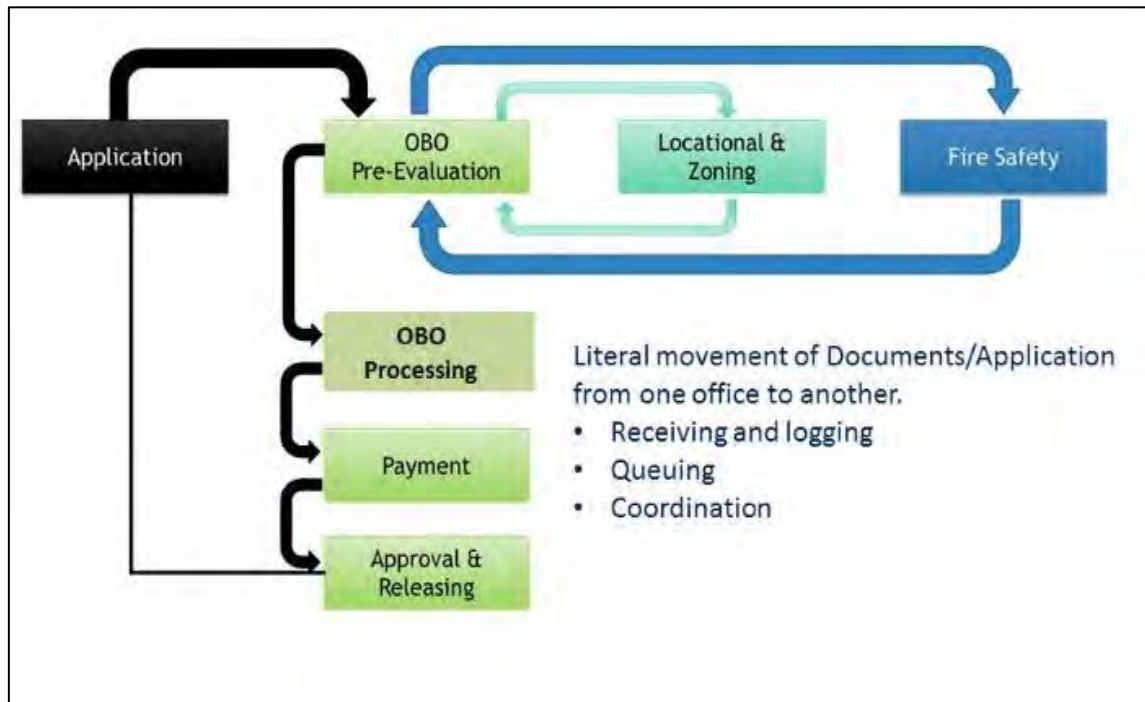 Application
OBO
Pre-Evaluation
Locational &
Zoning
Fire Safety
OBO
Processing
Payment
Approval &
Releasing
Literal movement of Documents/Application
from one office to another.
• Receiving and logging
• Queuing
• Coordination